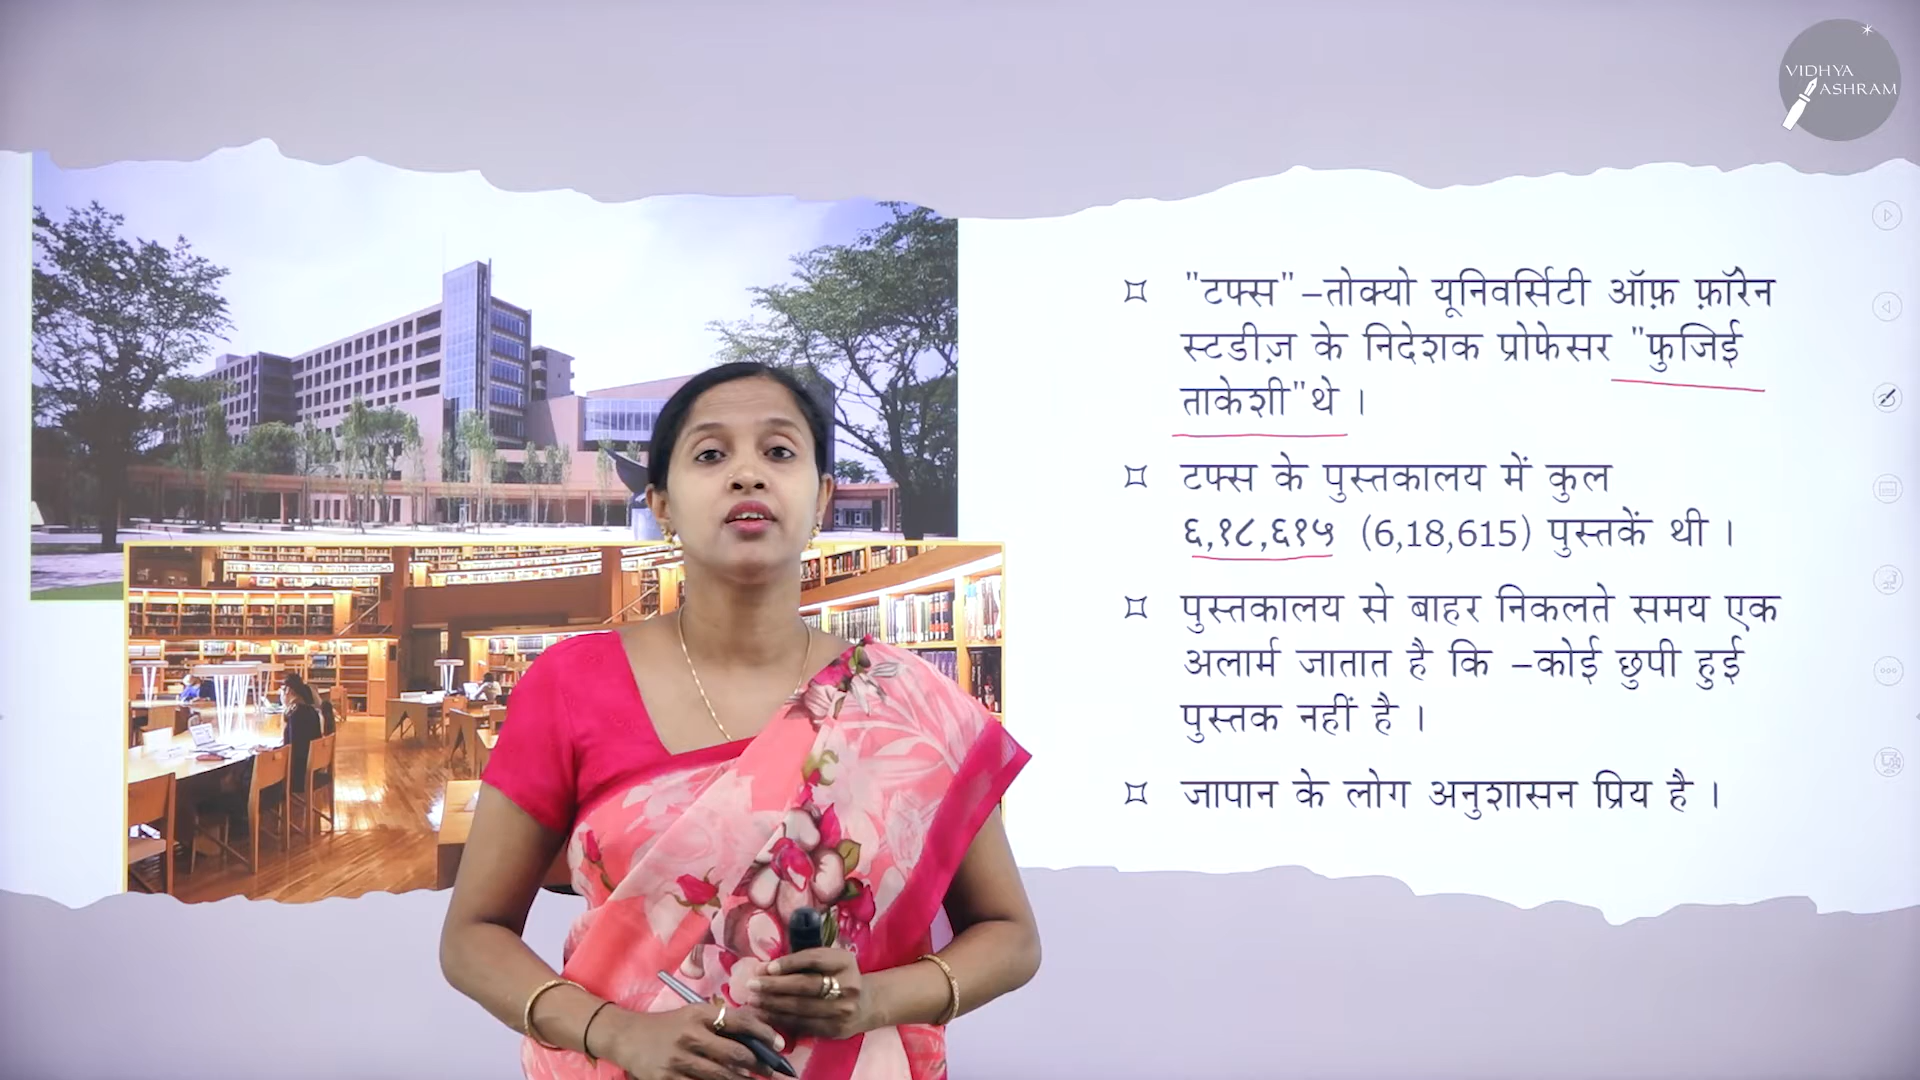 VIDHYA
ASHRAM
"टफ्स"–तोक्यो यूनिवर्सिटी ऑफ़ फ़ॉरेन
स्टडीज़ के निदेशक प्रोफेसर "फुजिई
ताकेशी"थे ।
टफ्स के पुस्तकालय में कुल
६,१८,६१५ (6,18,615) पुस्तकें थी ।
पुस्तकालय से बाहर निकलते समय एक
अलार्म जातात है कि –कोई छुपी हुई
पुस्तक नहीं है ।
जापान के लोग अनुशासन प्रिय है ।